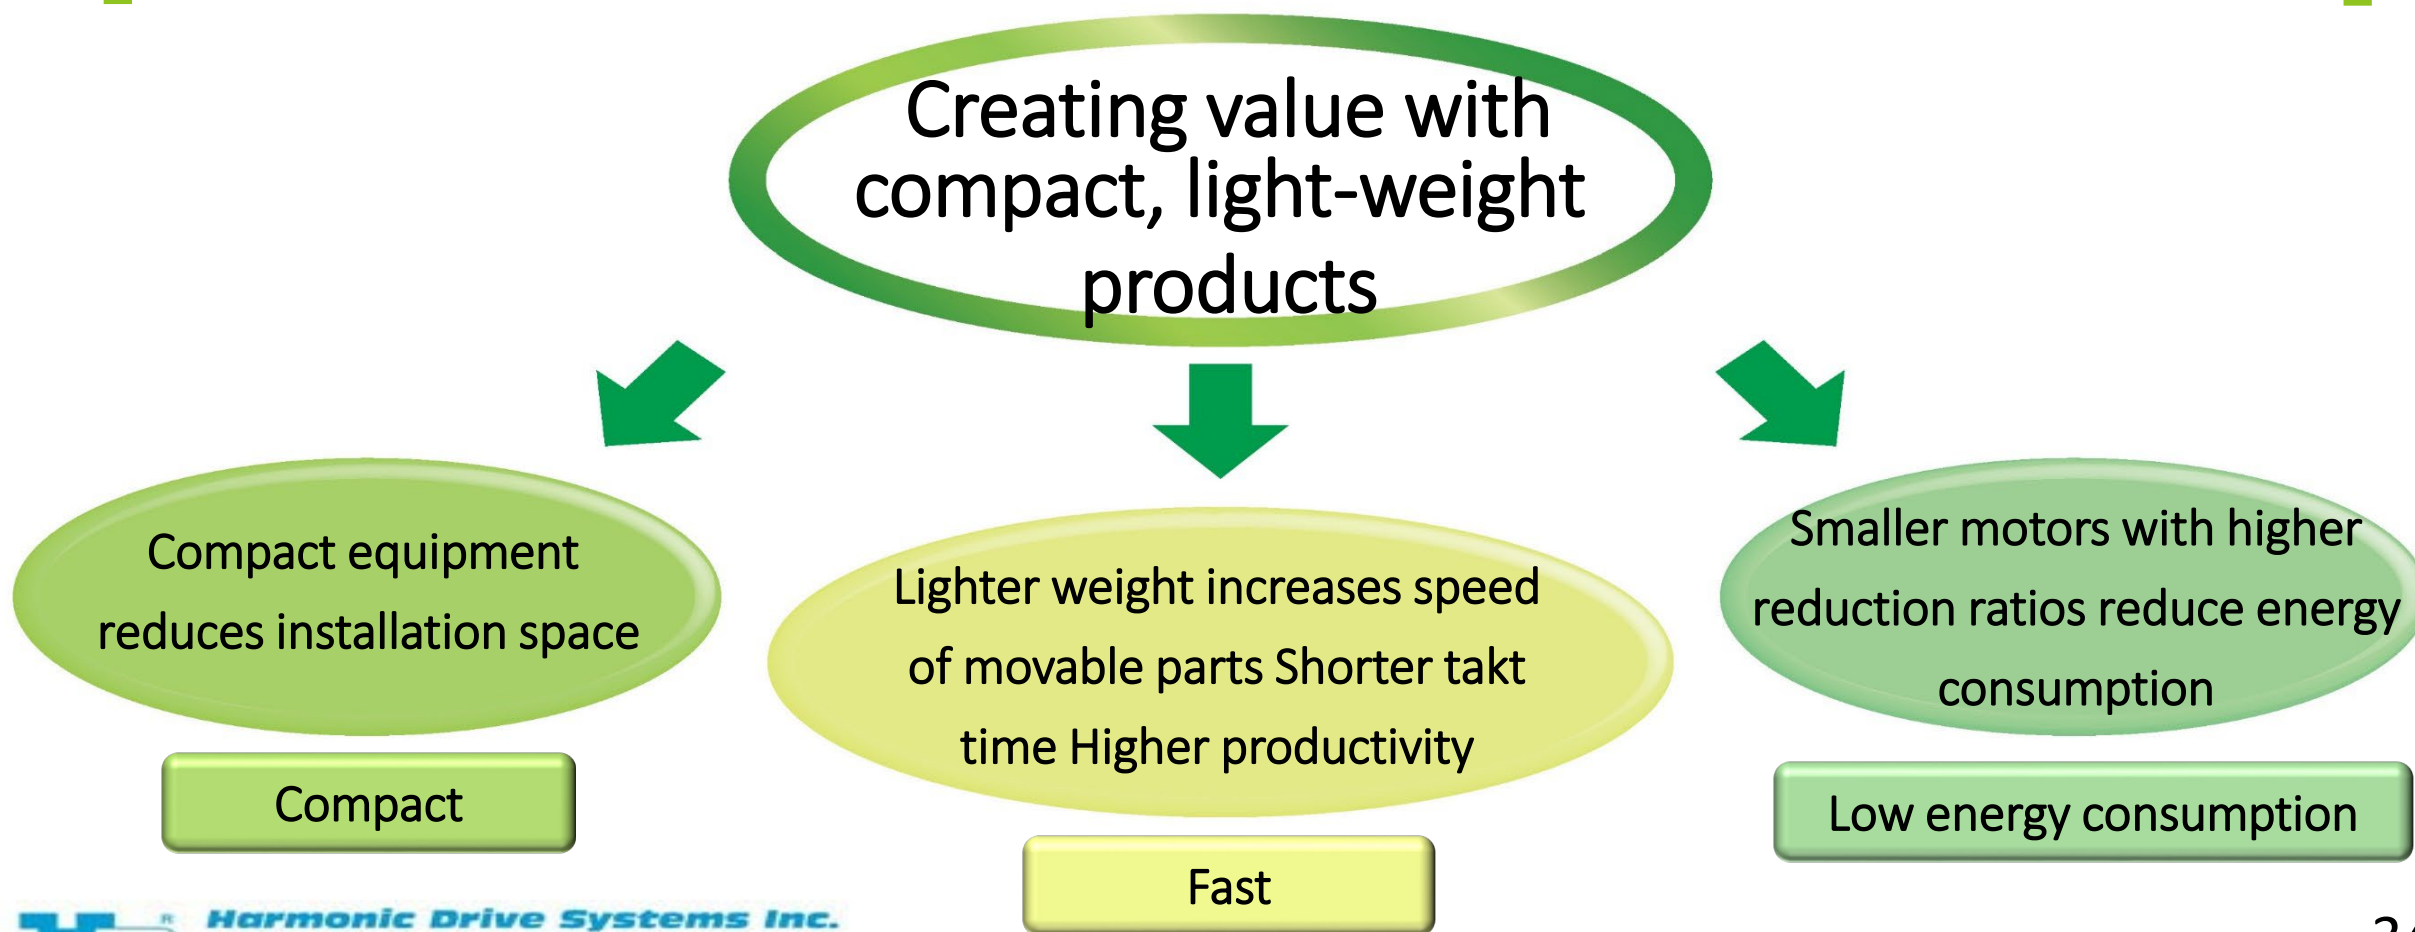 Creating value with
compact, light-weight
products
Compact equipment
reduces installation space
Compact
Lighter weight increases speed
of movable parts Shorter takt
time Higher productivity
Fast
Smaller motors with higher
reduction ratios reduce energy
consumption
Low energy consumption
® Harmonic Drive Systems Inc.